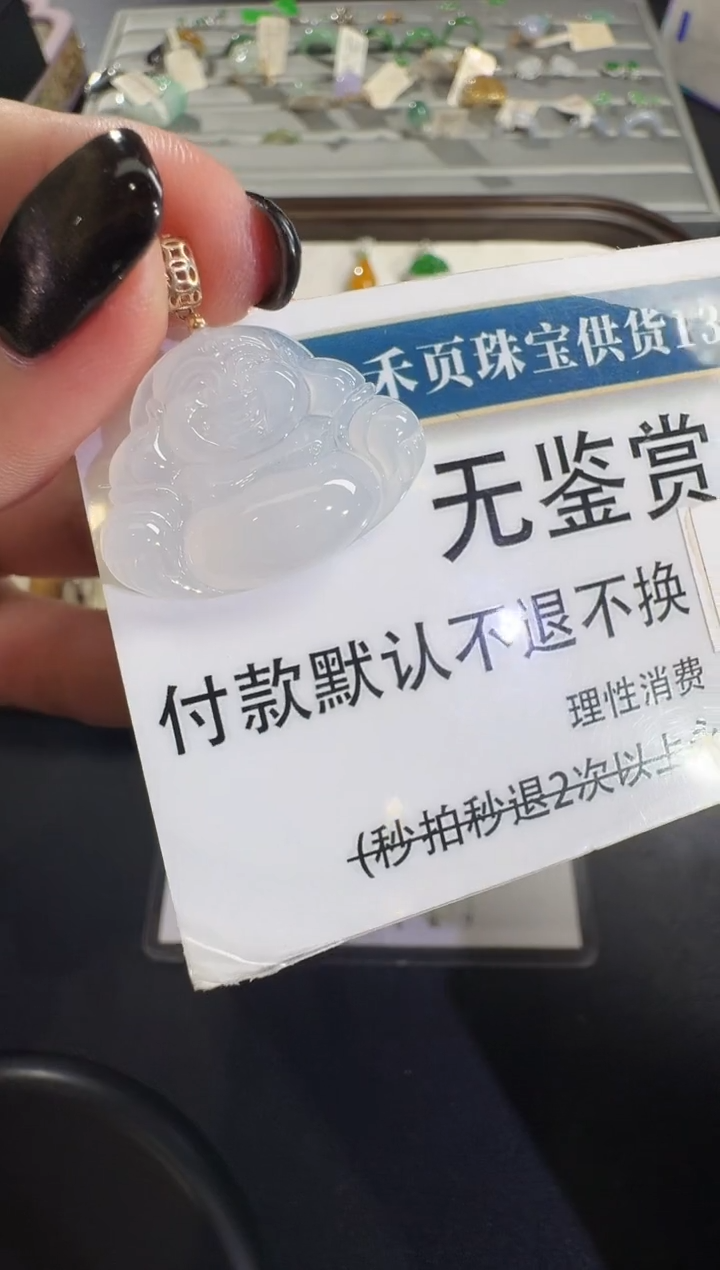 禾页珠宝供货13
无鉴赏
付款默认不退不换
理性消费
(秒拍秒退2次以上